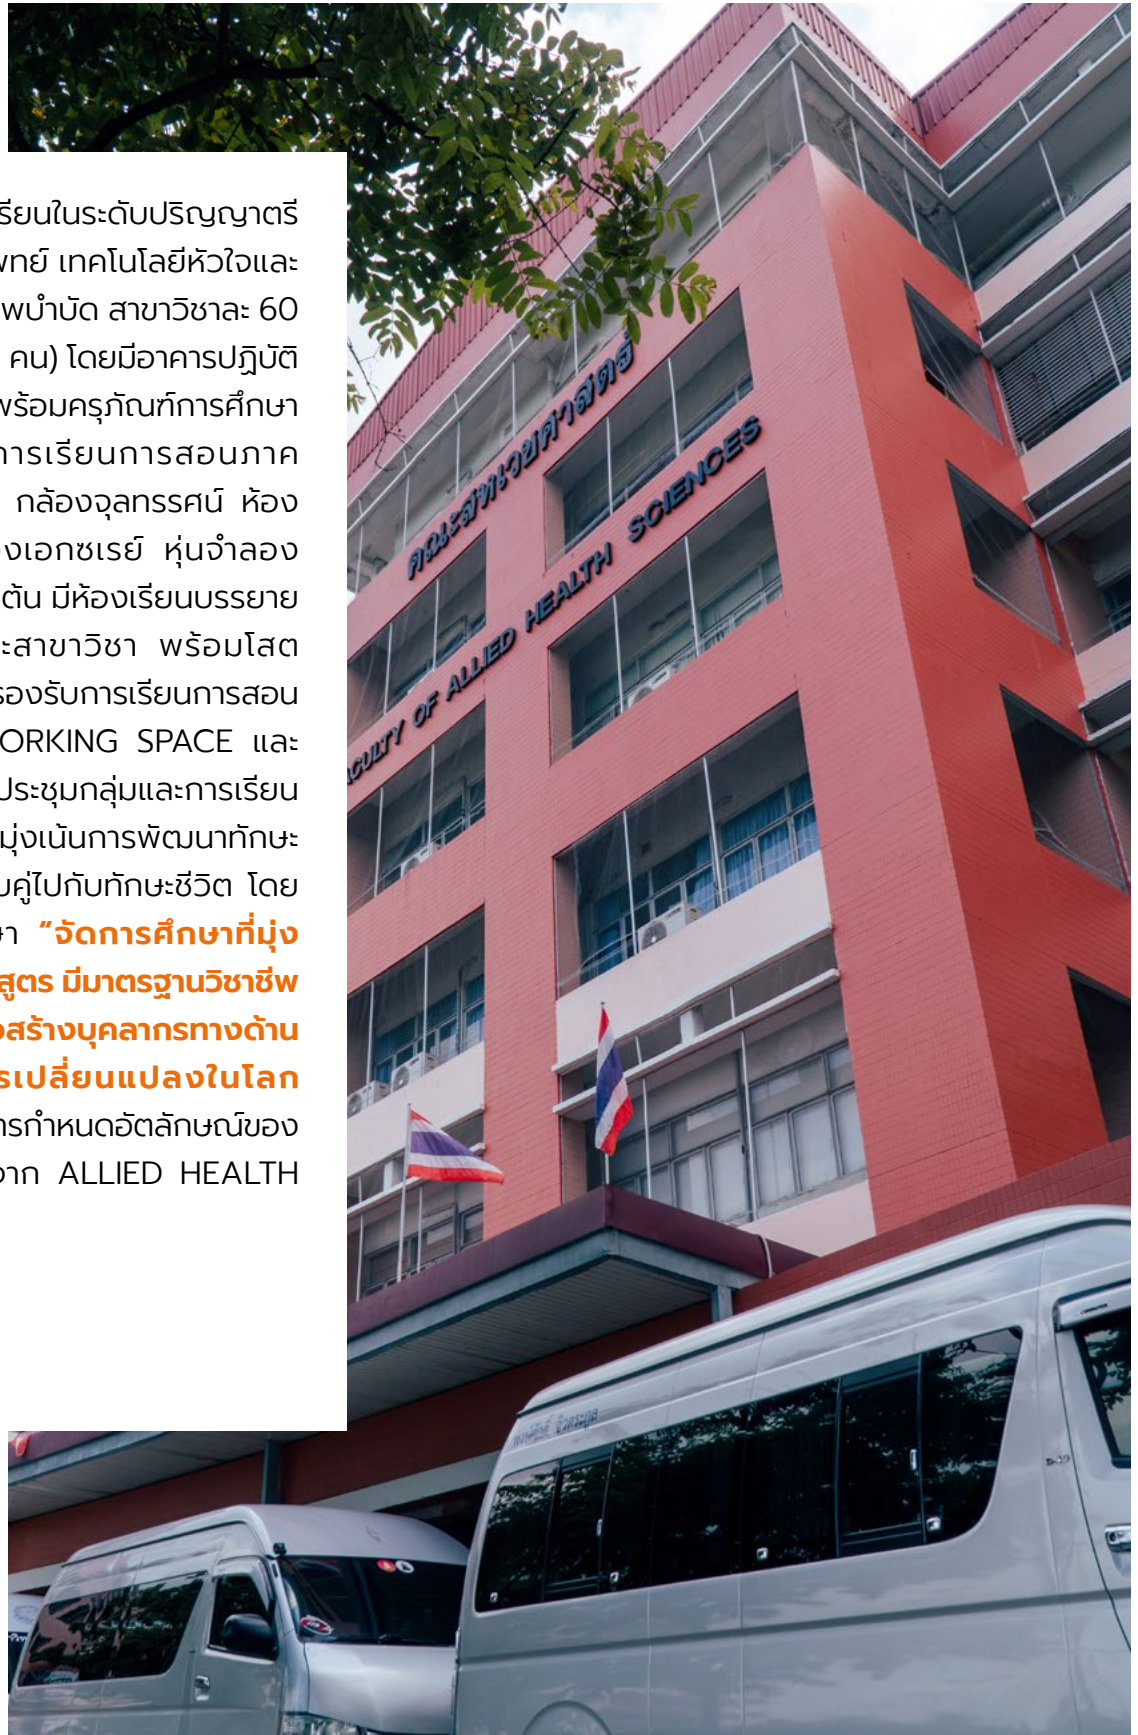 เรียนในระดับปริญญาตรี
แพทย์ เทคโนโลยีหัวใจและ
สาขาวิชาละ 60
คน) โดยมีอาคารปฏิบัติ
พร้อมครุภัณฑ์การศึกษา
การเรียนการสอนภาค
กล้องจุลทรรศน์ ห้อง
หุ่นจำลอง
ต้น มีห้องเรียนบรรยาย
ะสาขาวิชา พร้อมโสต
รองรับการเรียนการสอน
WORKING SPACE และ
ประชุมกลุ่มและการเรียน
มุ่งเน้นการพัฒนาทักษะ
บคู่ไปกับทักษะชีวิต โดย
“จัดการศึกษาที่มุ่ง
สูตร มีมาตรฐานวิชาชีพ
อสร้างบุคลากรทางด้าน
รเปลี่ยนแปลงในโลก
ารกำหนดอัตลักษณ์ของ
จาก ALLIED HEALTH
คณะสหเวชศาสตร์
FACULTY OF ALLIED HEALTH SCIENCES